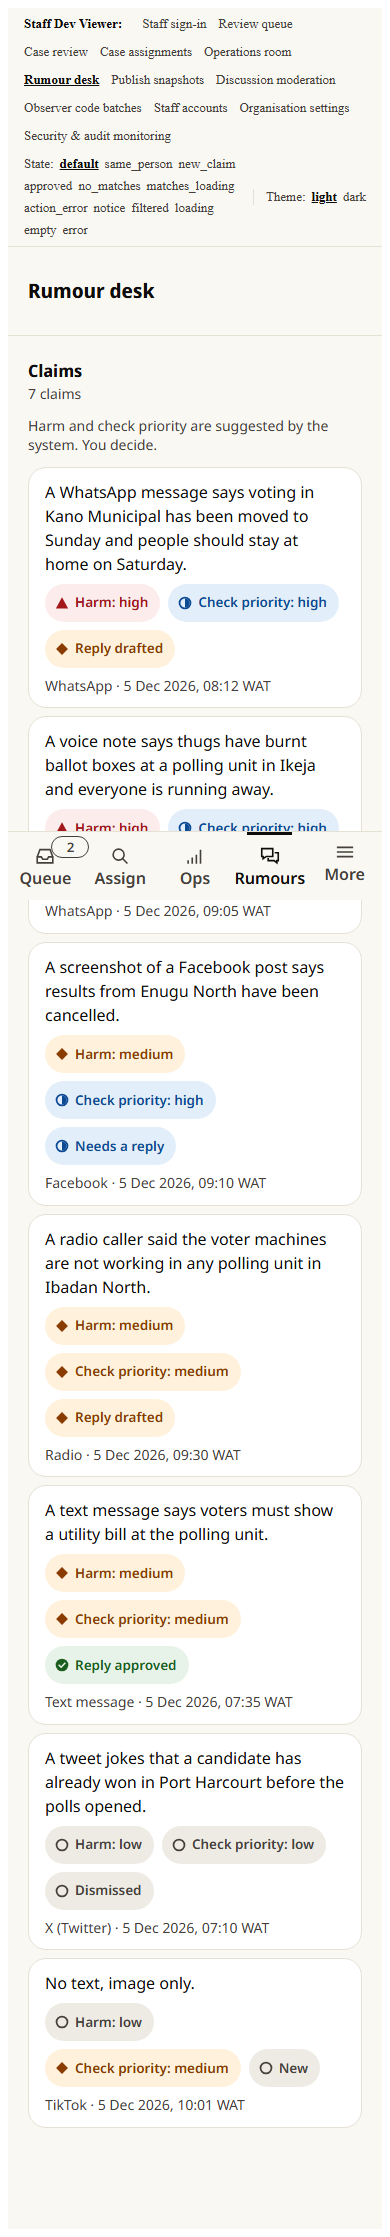 Staff Dev Viewer: Staff sign-in Review queue
Case review Case assignments Operations room
Rumour desk Publish snapshots Discussion moderation
Observer code batches Staff accounts Organisation settings
Security & audit monitoring
State: default same_person new_claim
approved no_matches matches_loading
action_error notice filtered loading
empty error
Theme: light dark
Rumour desk
Claims
7 claims
Harm and check priority are suggested by the
system. You decide.
A WhatsApp message says voting in
Kano Municipal has been moved to
Sunday and people should stay at
home on Saturday.
Harm: high Check priority: high
Reply drafted
WhatsApp · 5 Dec 2026, 08:12 WAT
A voice note says thugs have burnt
ballot boxes at a polling unit in Ikeja
and everyone is running away.
Harm: high Check priority: high
2
Queue Assign Ops Rumours More
WhatsApp · 5 Dec 2026, 09:05 WAT
A screenshot of a Facebook post says
results from Enugu North have been
cancelled.
Harm: medium
Check priority: high
Needs a reply
Facebook · 5 Dec 2026, 09:10 WAT
A radio caller said the voter machines
are not working in any polling unit in
Ibadan North.
Harm: medium
Check priority: medium
Reply drafted
Radio · 5 Dec 2026, 09:30 WAT
A text message says voters must show
a utility bill at the polling unit.
Harm: medium
Check priority: medium
Reply approved
Text message · 5 Dec 2026, 07:35 WAT
A tweet jokes that a candidate has
already won in Port Harcourt before the
polls opened.
Harm: low Check priority: low
Dismissed
X (Twitter) · 5 Dec 2026, 07:10 WAT
No text, image only.
Harm: low
Check priority: medium New
TikTok · 5 Dec 2026, 10:01 WAT